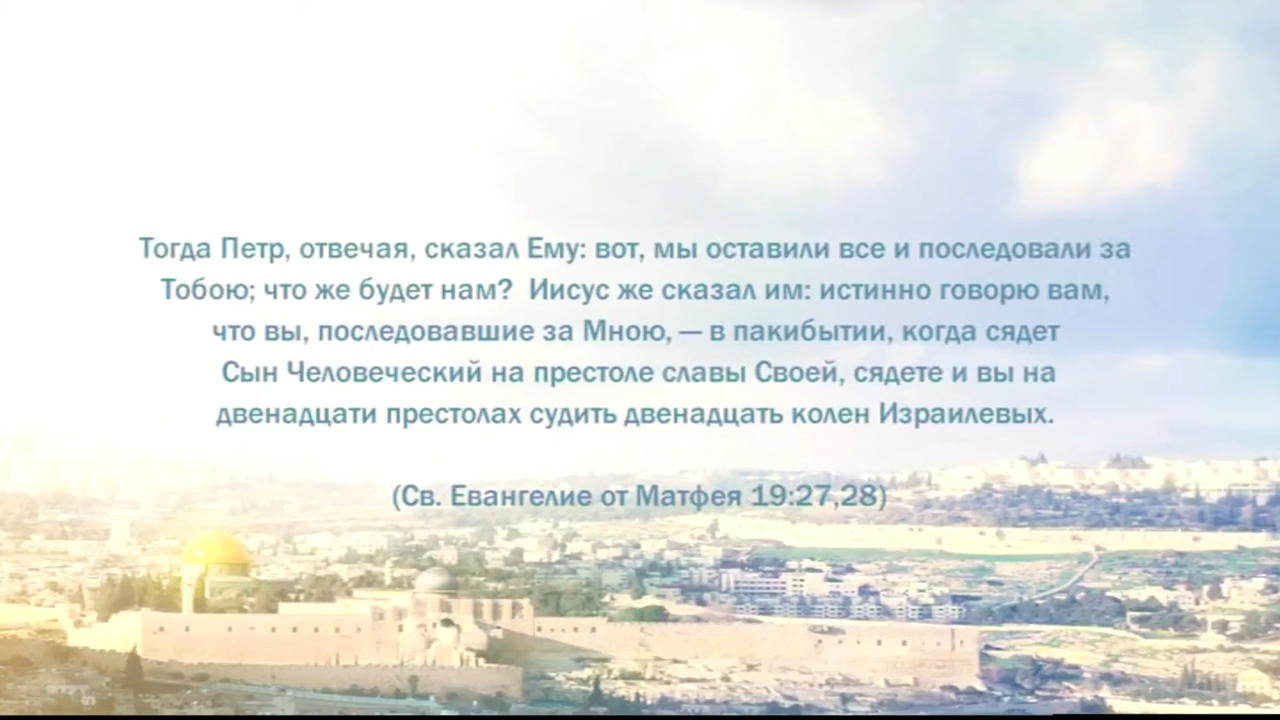 Тогда Петр, отвечая, сказал Ему: вот, мы оставили все и последовали за
Тобою; что же будет нам?  Иисус же сказал им: истинно говорю вам,
что вы, последовавшие за Мною, — в пакибытии, когда сядет
Сын Человеческий на престоле славы Своей, сядете и вы на
двенадцати престолах судить двенадцать колен Израилевых.
(Св. Евангелие от Матфея 19:27,28)